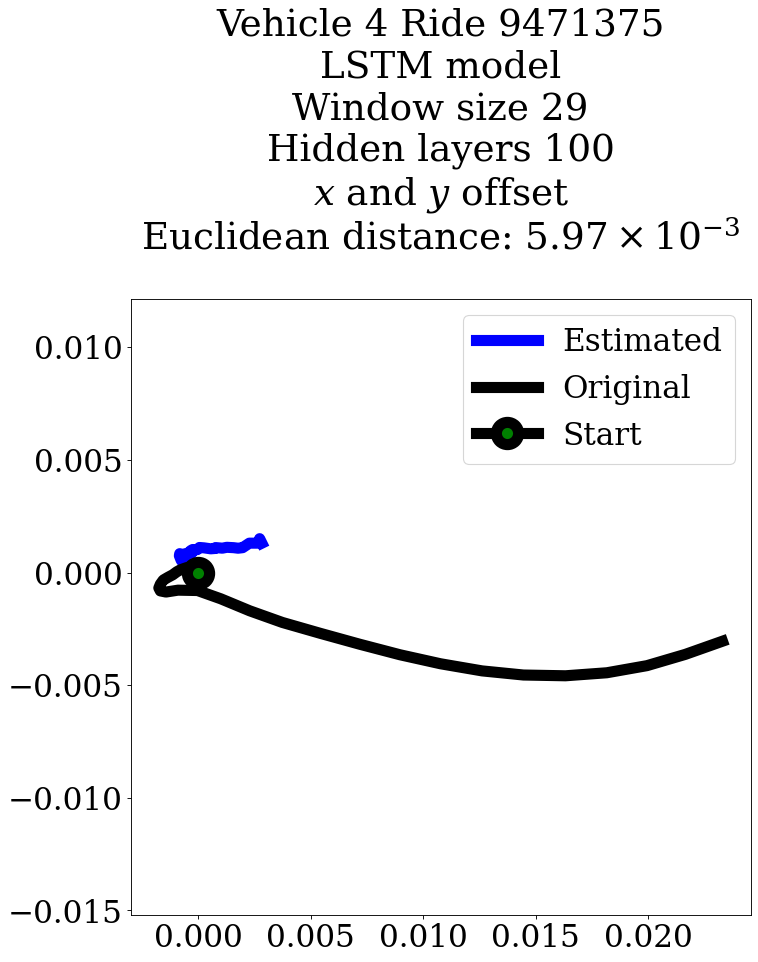 Vehicle 4 Ride 9471375
LSTM model
Window size 29
Hidden layers 100
x and y offset
Euclidean distance: 5.97 × 10⁻³
Estimated
Original
Start
0.010
0.005
0.000
−0.005
−0.010
−0.015
0.000 0.005 0.010 0.015 0.020